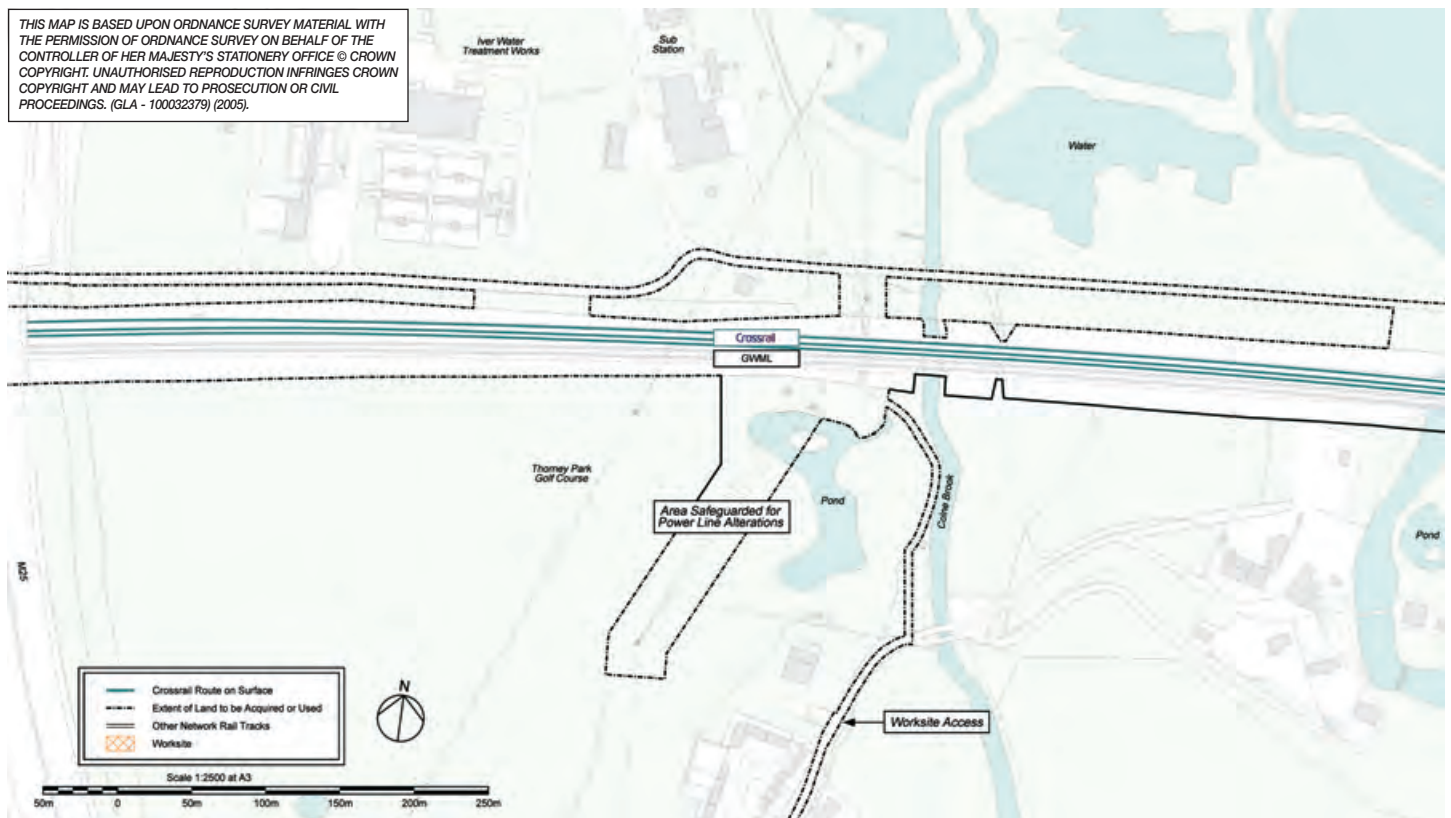 THIS MAP IS BASED UPON ORDNANCE SURVEY MATERIAL WITH
THE PERMISSION OF ORDNANCE SURVEY ON BEHALF OF THE
CONTROLLER OF HER MAJESTY'S STATIONERY OFFICE © CROWN
COPYRIGHT. UNAUTHORISED REPRODUCTION INFRINGES CROWN
COPYRIGHT AND MAY LEAD TO PROSECUTION OR CIVIL
PROCEEDINGS. (GLA - 100032379) (2005).
Iver Water
Treatment Works
Sub
Station
Water
Crossrail
GWML
Thorney Park
Golf Course
Area Safeguarded for
Power Line Alterations
Pond
Colne Brook
Pond
M25
Worksite Access
Crossrail Route on Surface
Extent of Land to be Acquired or Used
Other Network Rail Tracks
Worksite
N
Scale 1:2500 at A3
50m 0 50m 100m 150m 200m 250m